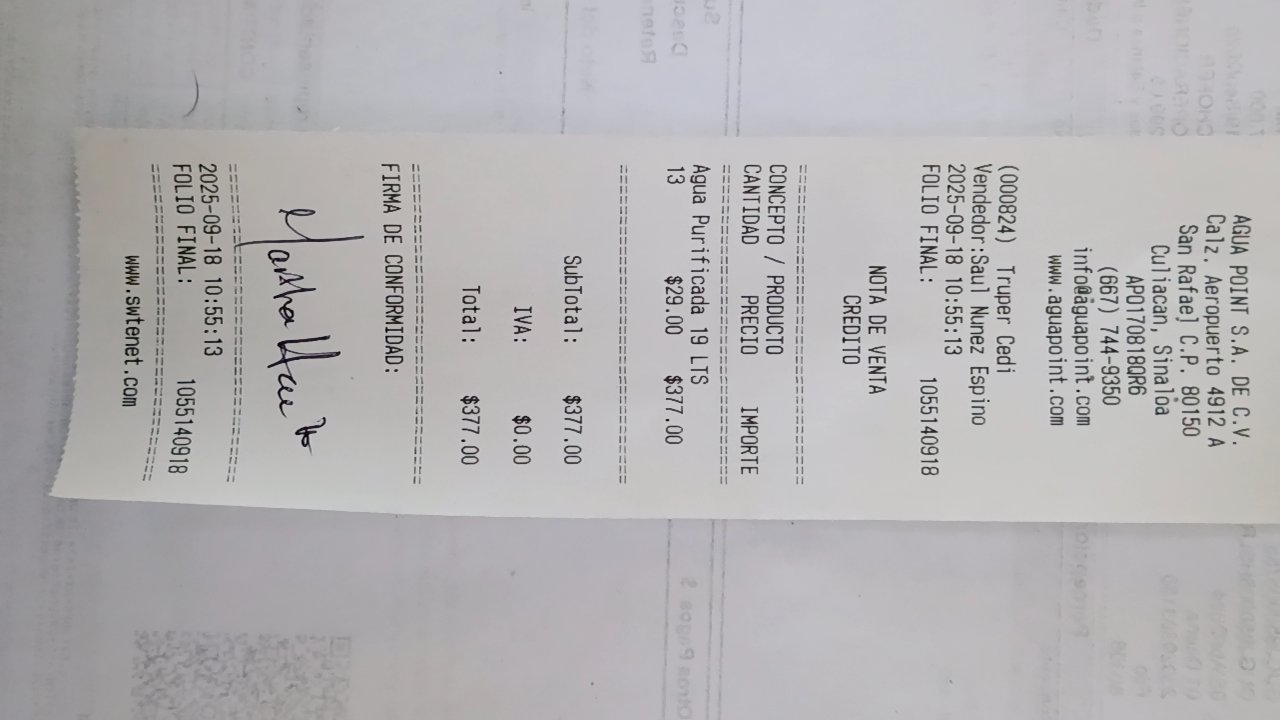 AGUA POINT S.A. DE C.V.
Calz. Aeropuerto 4912 A
San Rafael C.P. 80150
Culiacan, Sinaloa
APO170818QR6
(667) 744-9350
info@aguapoint.com
www.aguapoint.com
(000824) Truper Cedi
Vendedor:Saul Nunez Espino
2025-09-18 10:55:13
FOLIO FINAL: 1055140918
NOTA DE VENTA
CREDITO
CONCEPTO / PRODUCTO
CANTIDAD PRECIO IMPORTE
Agua Purificada 19 LTS
13 $29.00 $377.00
SubTotal: $377.00
IVA: $0.00
Total: $377.00
FIRMA DE CONFORMIDAD:
Martha
2025-09-18 10:55:13
FOLIO FINAL: 1055140918
www.swtenet.com